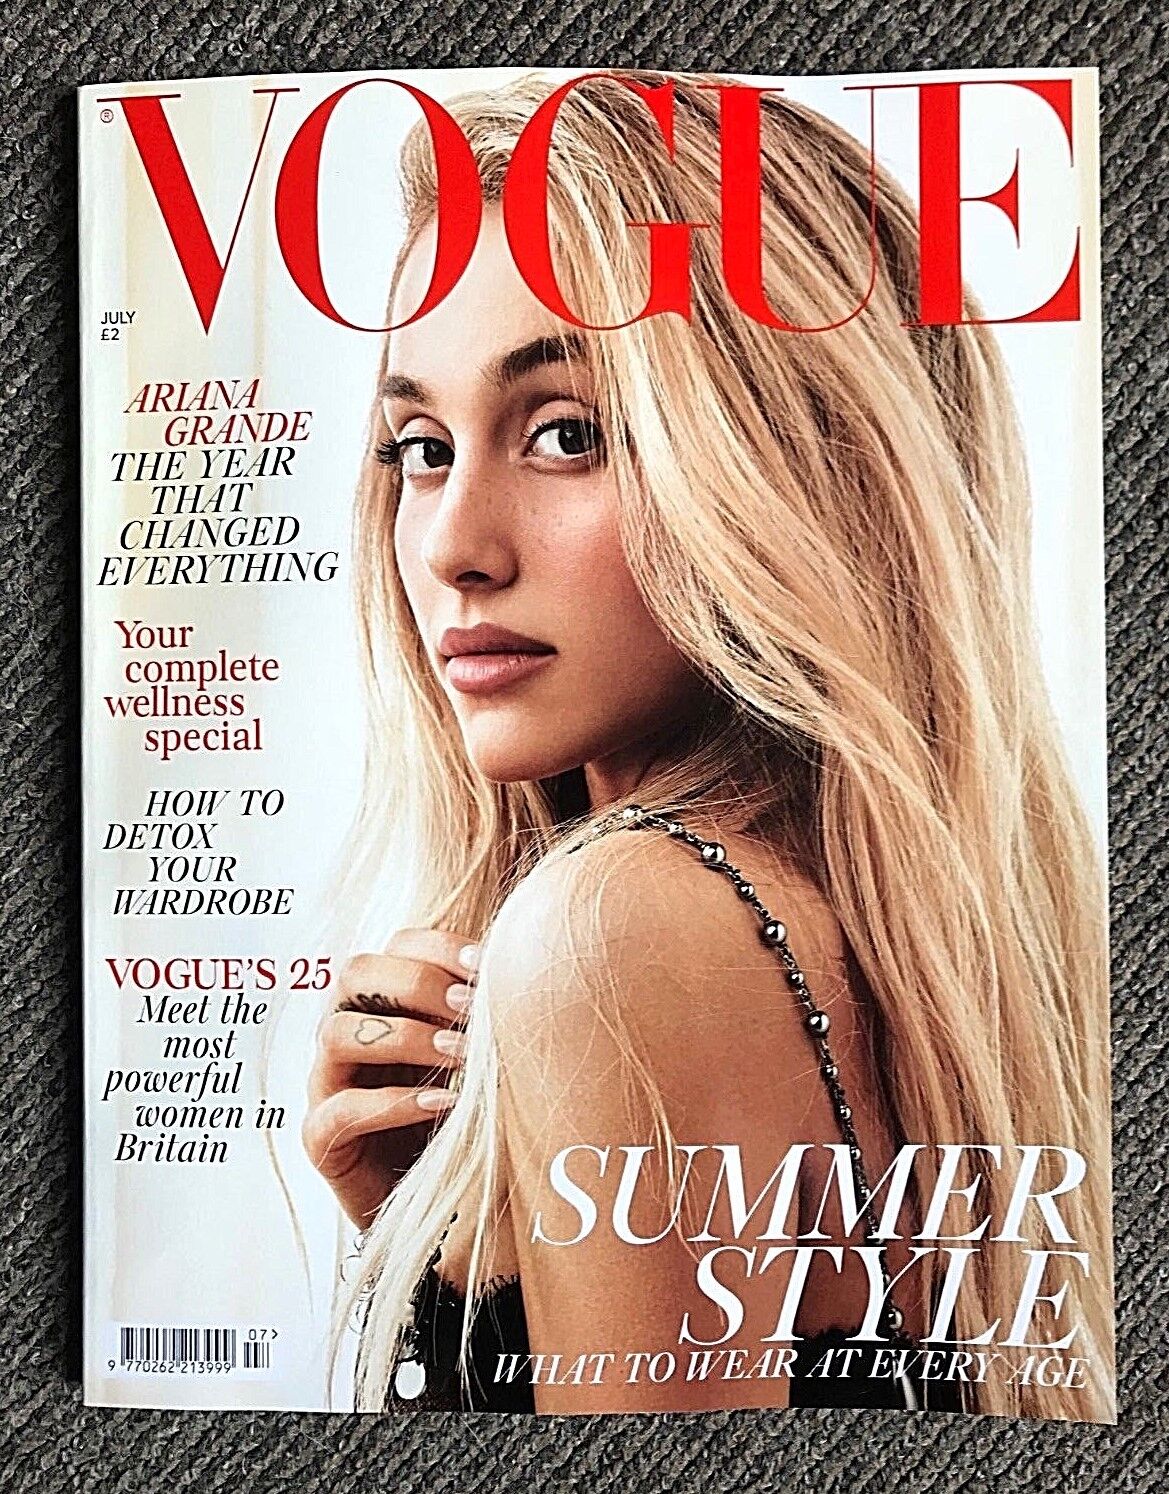 VOGUE
®
JULY
£2
ARIANA
GRANDE
THE YEAR
THAT
CHANGED
EVERYTHING
Your
complete
wellness
special
HOW TO
DETOX
YOUR
WARDROBE
VOGUE'S 25
Meet the
most
powerful
women in
Britain
SUMMER
STYLE
WHAT TO WEAR AT EVERY AGE
07>
9 770262 213999